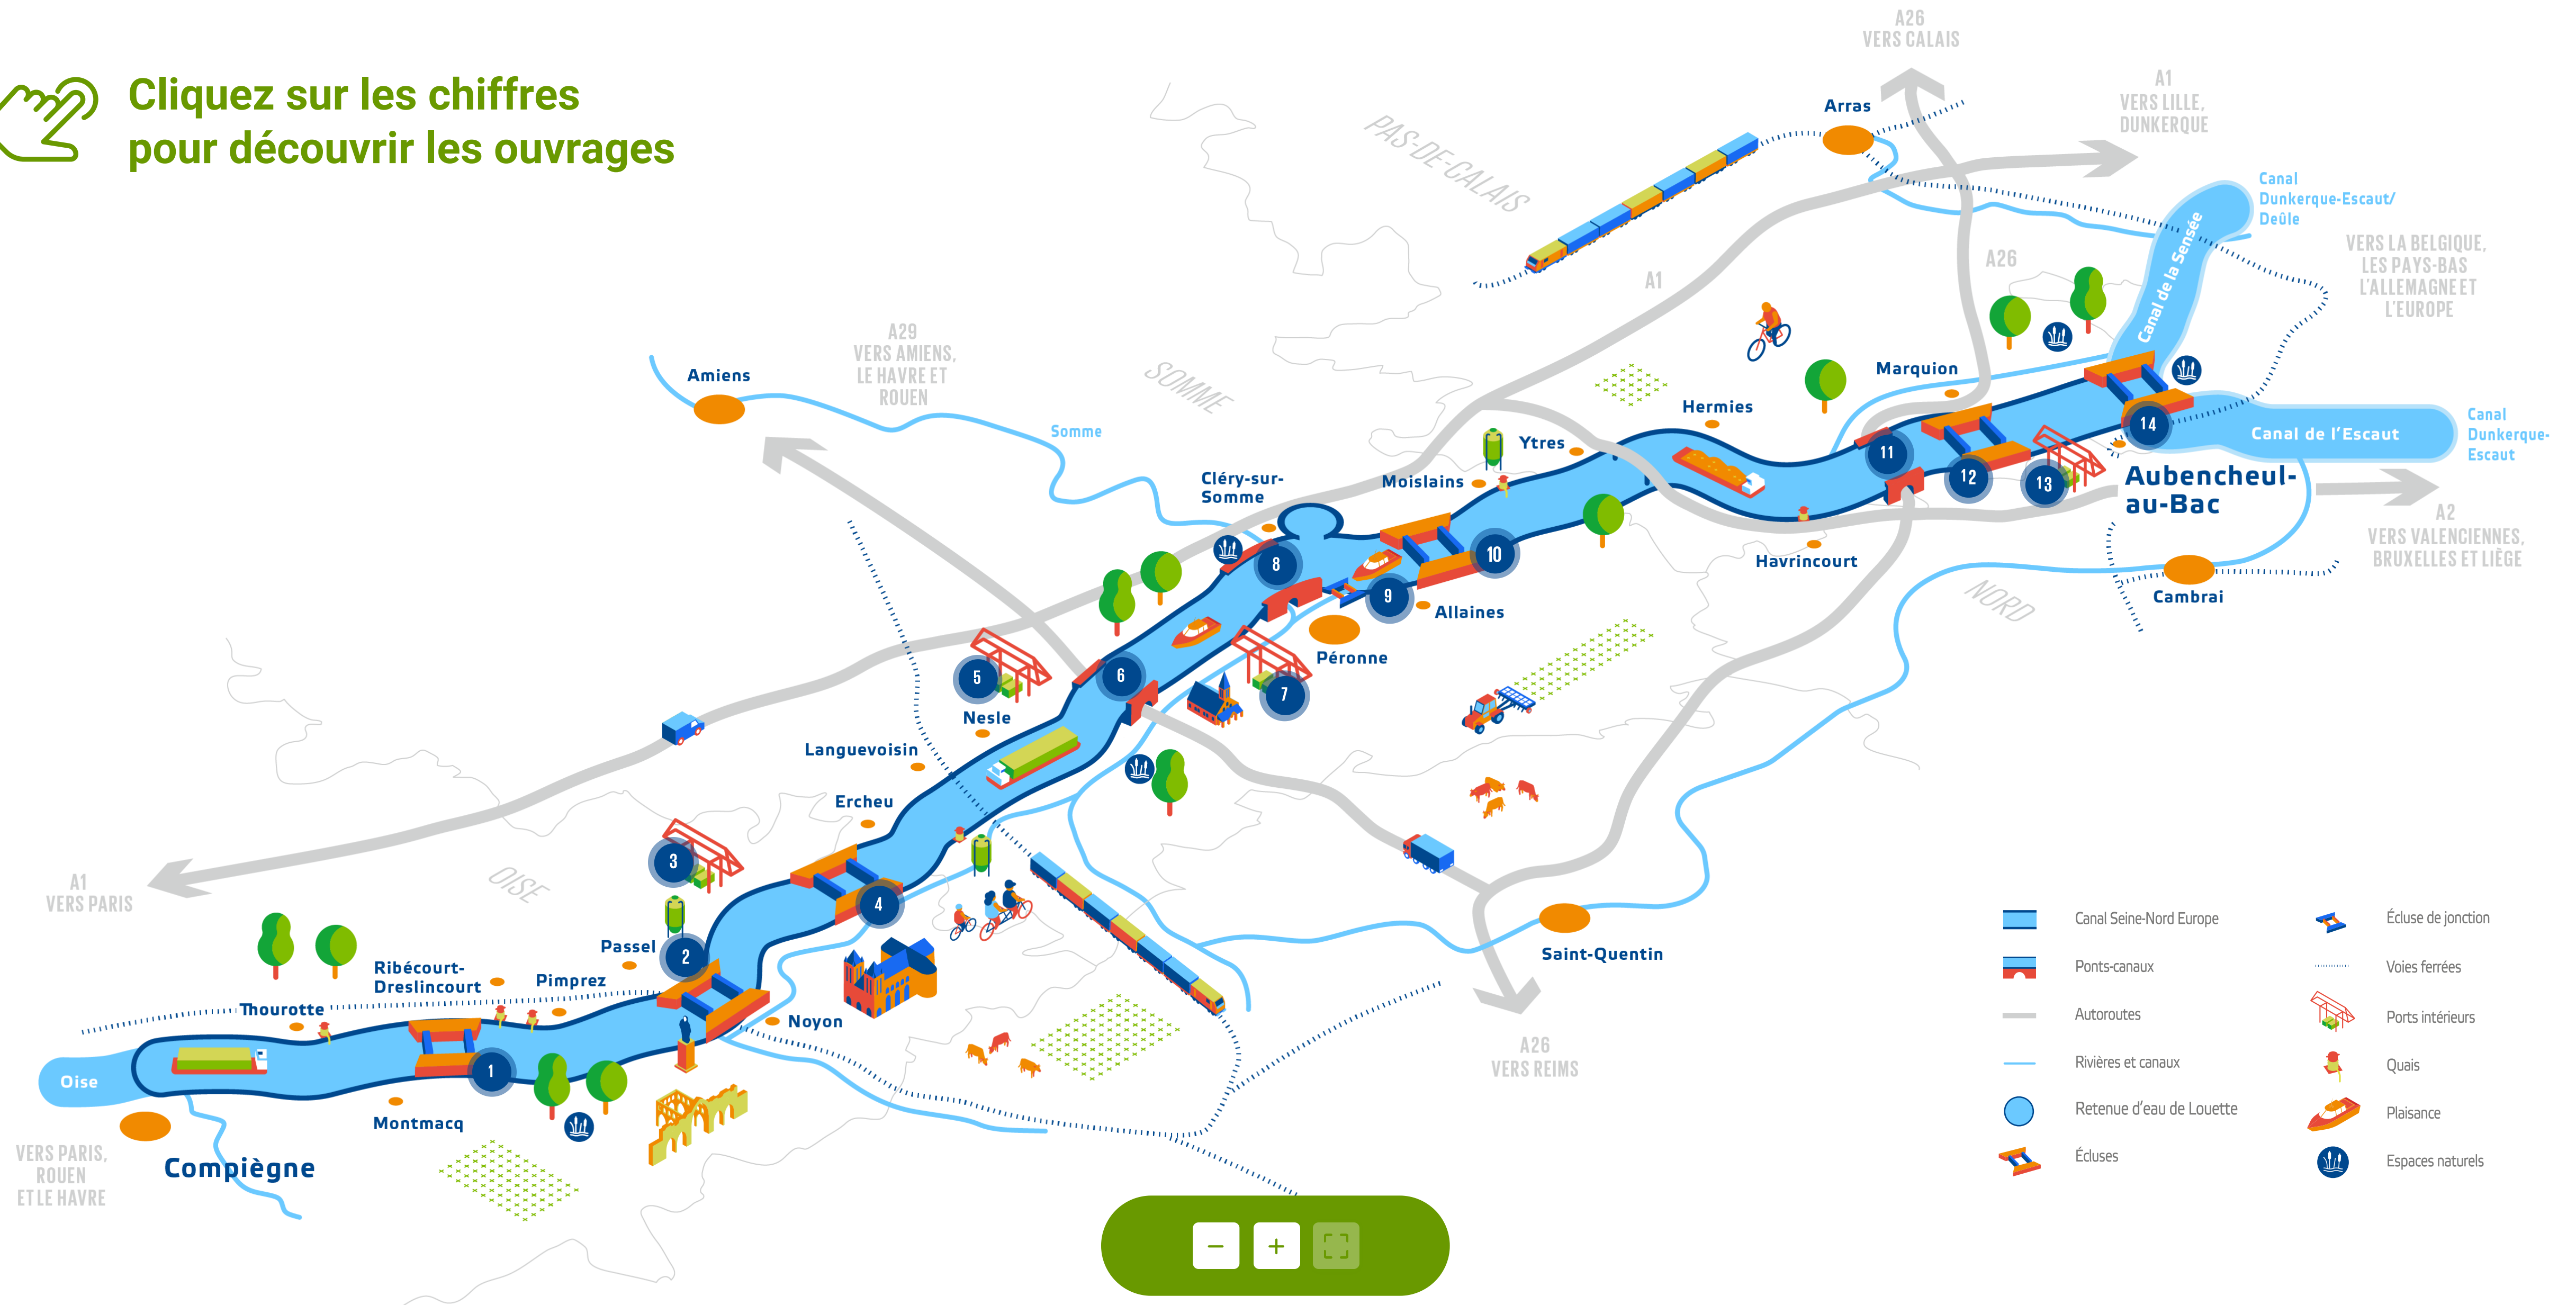 Cliquez sur les chiffres
pour découvrir les ouvrages
A26
VERS CALAIS
A1
VERS LILLE,
DUNKERQUE
Arras
PAS-DE-CALAIS
Canal
Dunkerque-Escaut/
Deûle
Canal de la Sensée
VERS LA BELGIQUE,
LES PAYS-BAS
L'ALLEMAGNE ET
L'EUROPE
A26
A1
A29
VERS AMIENS,
LE HAVRE ET
ROUEN
Amiens
SOMME
Somme
Marquion
Hermies
Ytres
Moislains
Cléry-sur-
Somme
14
Canal de l'Escaut
Canal
Dunkerque-
Escaut
11
12
13
Aubencheul-
au-Bac
A2
VERS VALENCIENNES,
BRUXELLES ET LIÈGE
10
8
9
Havrincourt
Allaines
NORD
Cambrai
Péronne
5
6
7
Nesle
Languevoisin
Ercheu
3
4
OISE
A1
VERS PARIS
2
Passel
Ribécourt-
Dreslincourt
Pimprez
Thourotte
Noyon
Saint-Quentin
A26
VERS REIMS
Oise
1
Montmacq
Compiègne
VERS PARIS,
ROUEN
ET LE HAVRE
Canal Seine-Nord Europe
Ponts-canaux
Autoroutes
Rivières et canaux
Retenue d'eau de Louette
Écluses
Écluse de jonction
Voies ferrées
Ports intérieurs
Quais
Plaisance
Espaces naturels